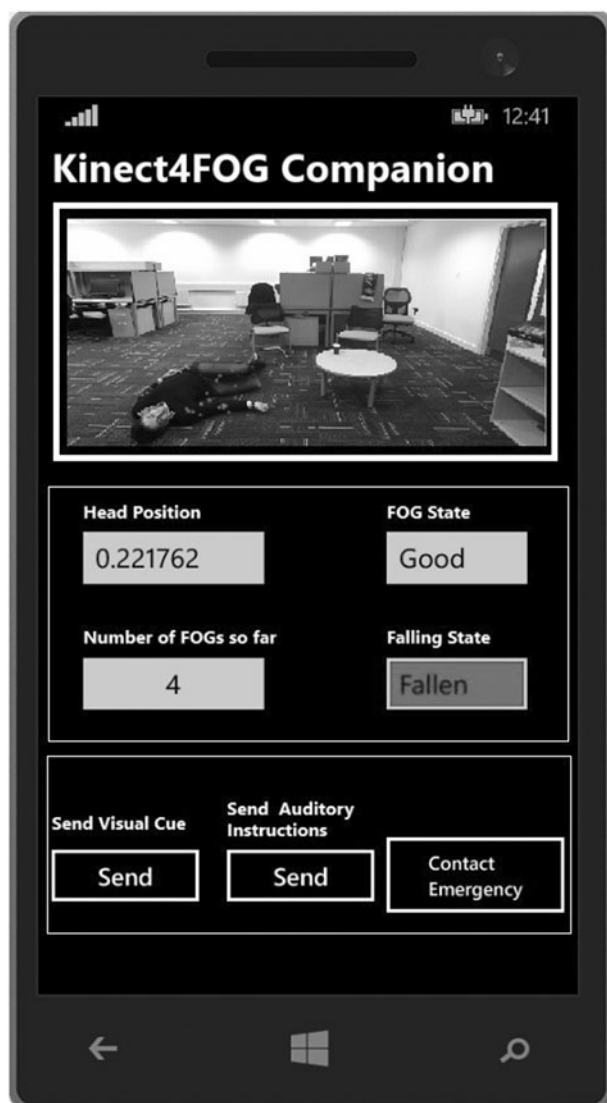 12:41
Kinect4FOG Companion
Head Position
FOG State
0.221762
Good
Number of FOGs so far
Falling State
4
Fallen
Send Visual Cue
Send Auditory
Instructions
Send
Send
Contact
Emergency